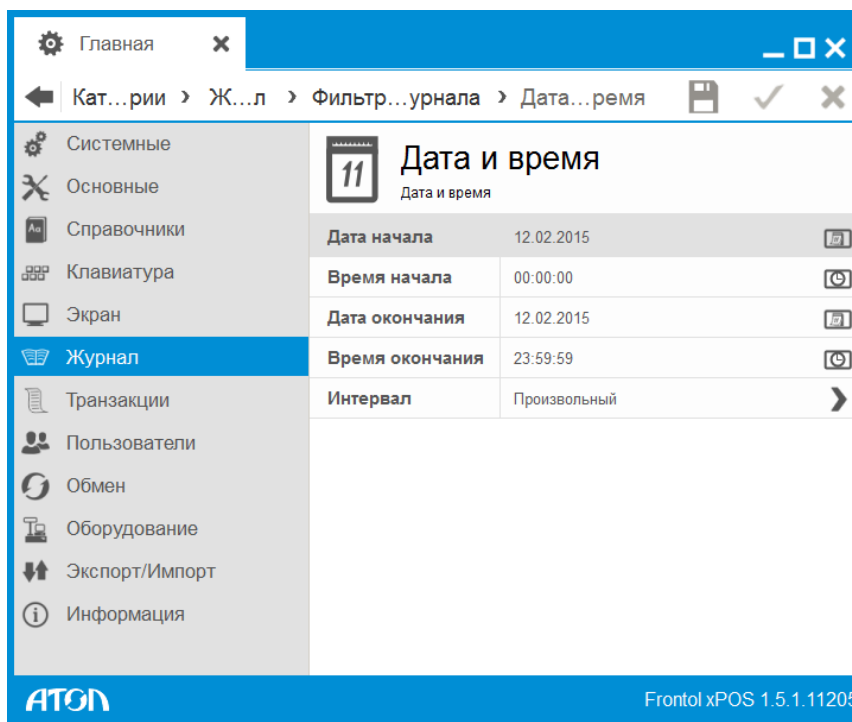 Главная
Кат...рии › Ж...л › Фильтр...урнала › Дата...ремя
Системные
Основные
Справочники
Клавиатура
Экран
Журнал
Транзакции
Пользователи
Обмен
Оборудование
Экспорт/Импорт
Информация
11
Дата и время
Дата и время
Дата начала 12.02.2015
Время начала 00:00:00
Дата окончания 12.02.2015
Время окончания 23:59:59
Интервал Произвольный
ATOL
Frontol xPOS 1.5.1.11205